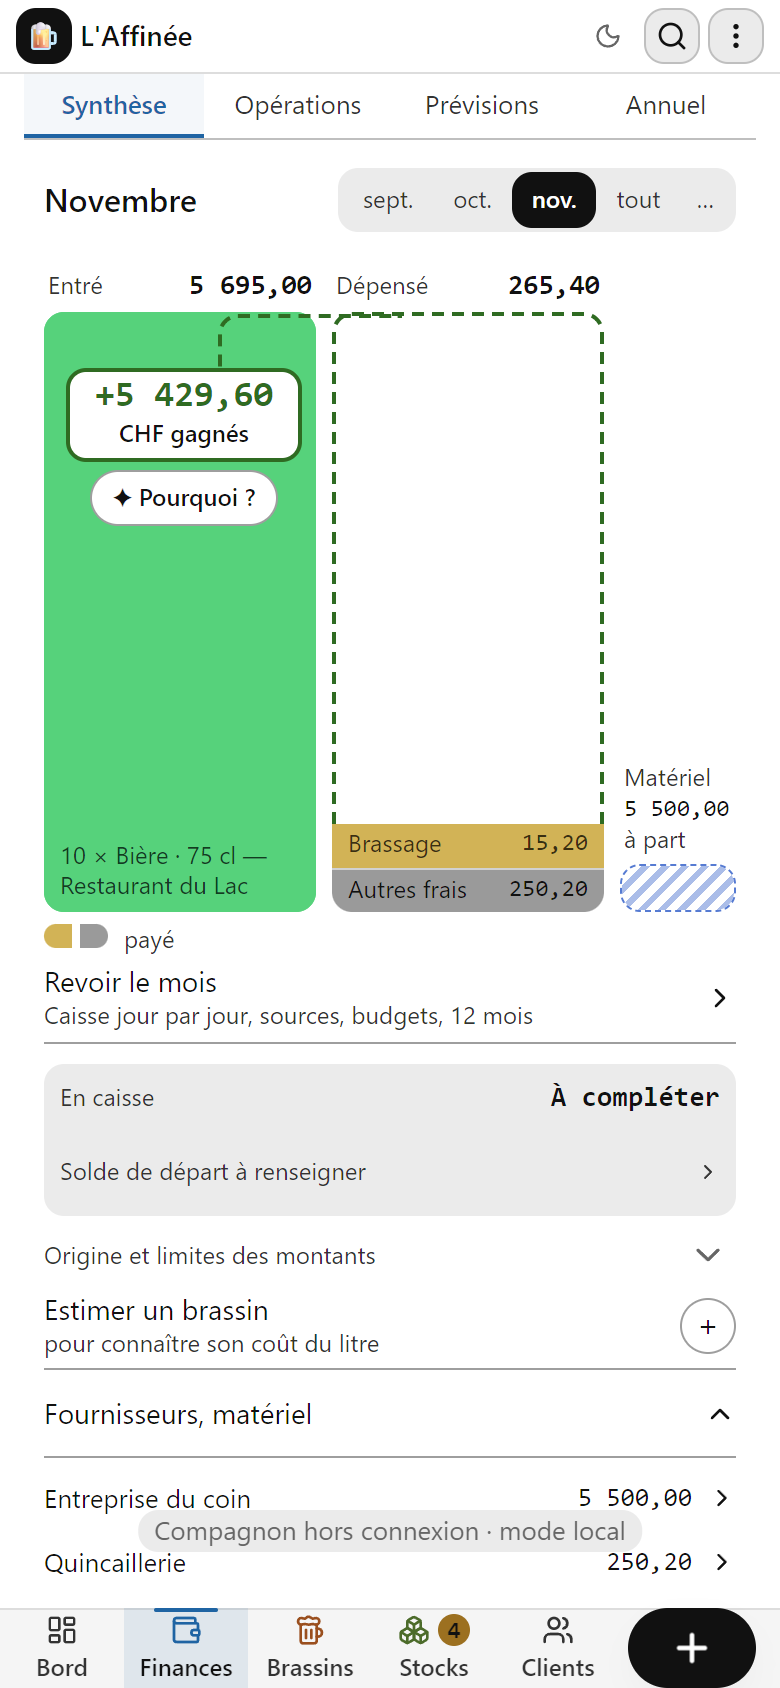 L'Affinée
Synthèse Opérations Prévisions Annuel
Novembre sept. oct. nov. tout ...
Entré 5 695,00 Dépensé 265,40
+5 429,60
CHF gagnés
✦ Pourquoi ?
Matériel
5 500,00
à part
10 × Bière · 75 cl —
Restaurant du Lac
Brassage 15,20
Autres frais 250,20
payé
Revoir le mois
Caisse jour par jour, sources, budgets, 12 mois
En caisse À compléter
Solde de départ à renseigner
Origine et limites des montants
Estimer un brassin
pour connaître son coût du litre
+
Fournisseurs, matériel
Entreprise du coin 5 500,00
Compagnon hors connexion · mode local
Quincaillerie 250,20
Bord Finances Brassins Stocks 4 Clients +